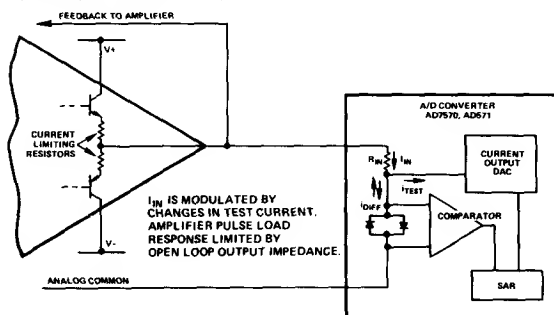 FEEDBACK TO AMPLIFIER
V+
CURRENT
LIMITING
RESISTORS
V-
I_IN IS MODULATED BY
CHANGES IN TEST CURRENT.
AMPLIFIER PULSE LOAD
RESPONSE LIMITED BY
OPEN LOOP OUTPUT IMPEDANCE.
ANALOG COMMON
A/D CONVERTER
AD7570, AD571
R_IN
I_IN
i_TEST
i_DIFF
CURRENT
OUTPUT
DAC
COMPARATOR
SAR